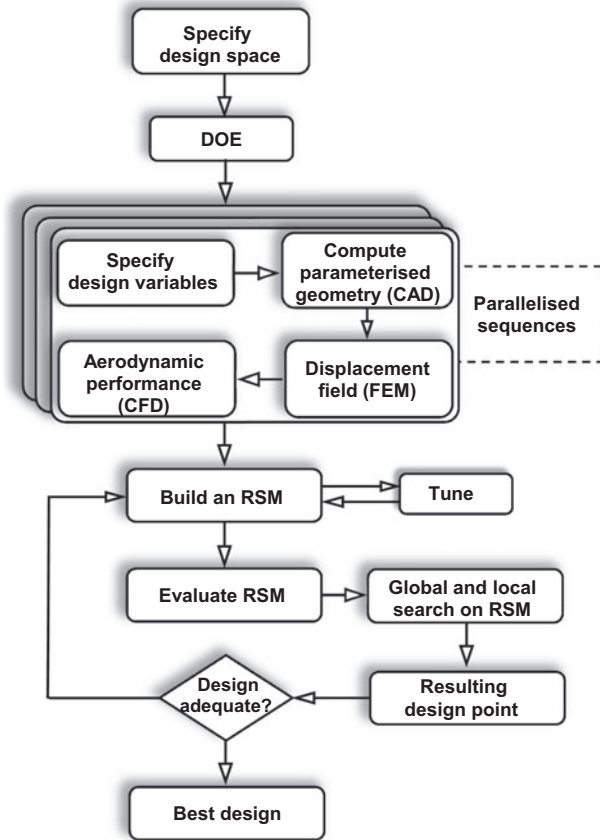 Specify
design space
DOE
Specify
design variables
Compute
parameterised
geometry (CAD)
Parallelised
sequences
Aerodynamic
performance
(CFD)
Displacement
field (FEM)
Build an RSM
Tune
Evaluate RSM
Global and local
search on RSM
Design
adequate?
Resulting
design point
Best design